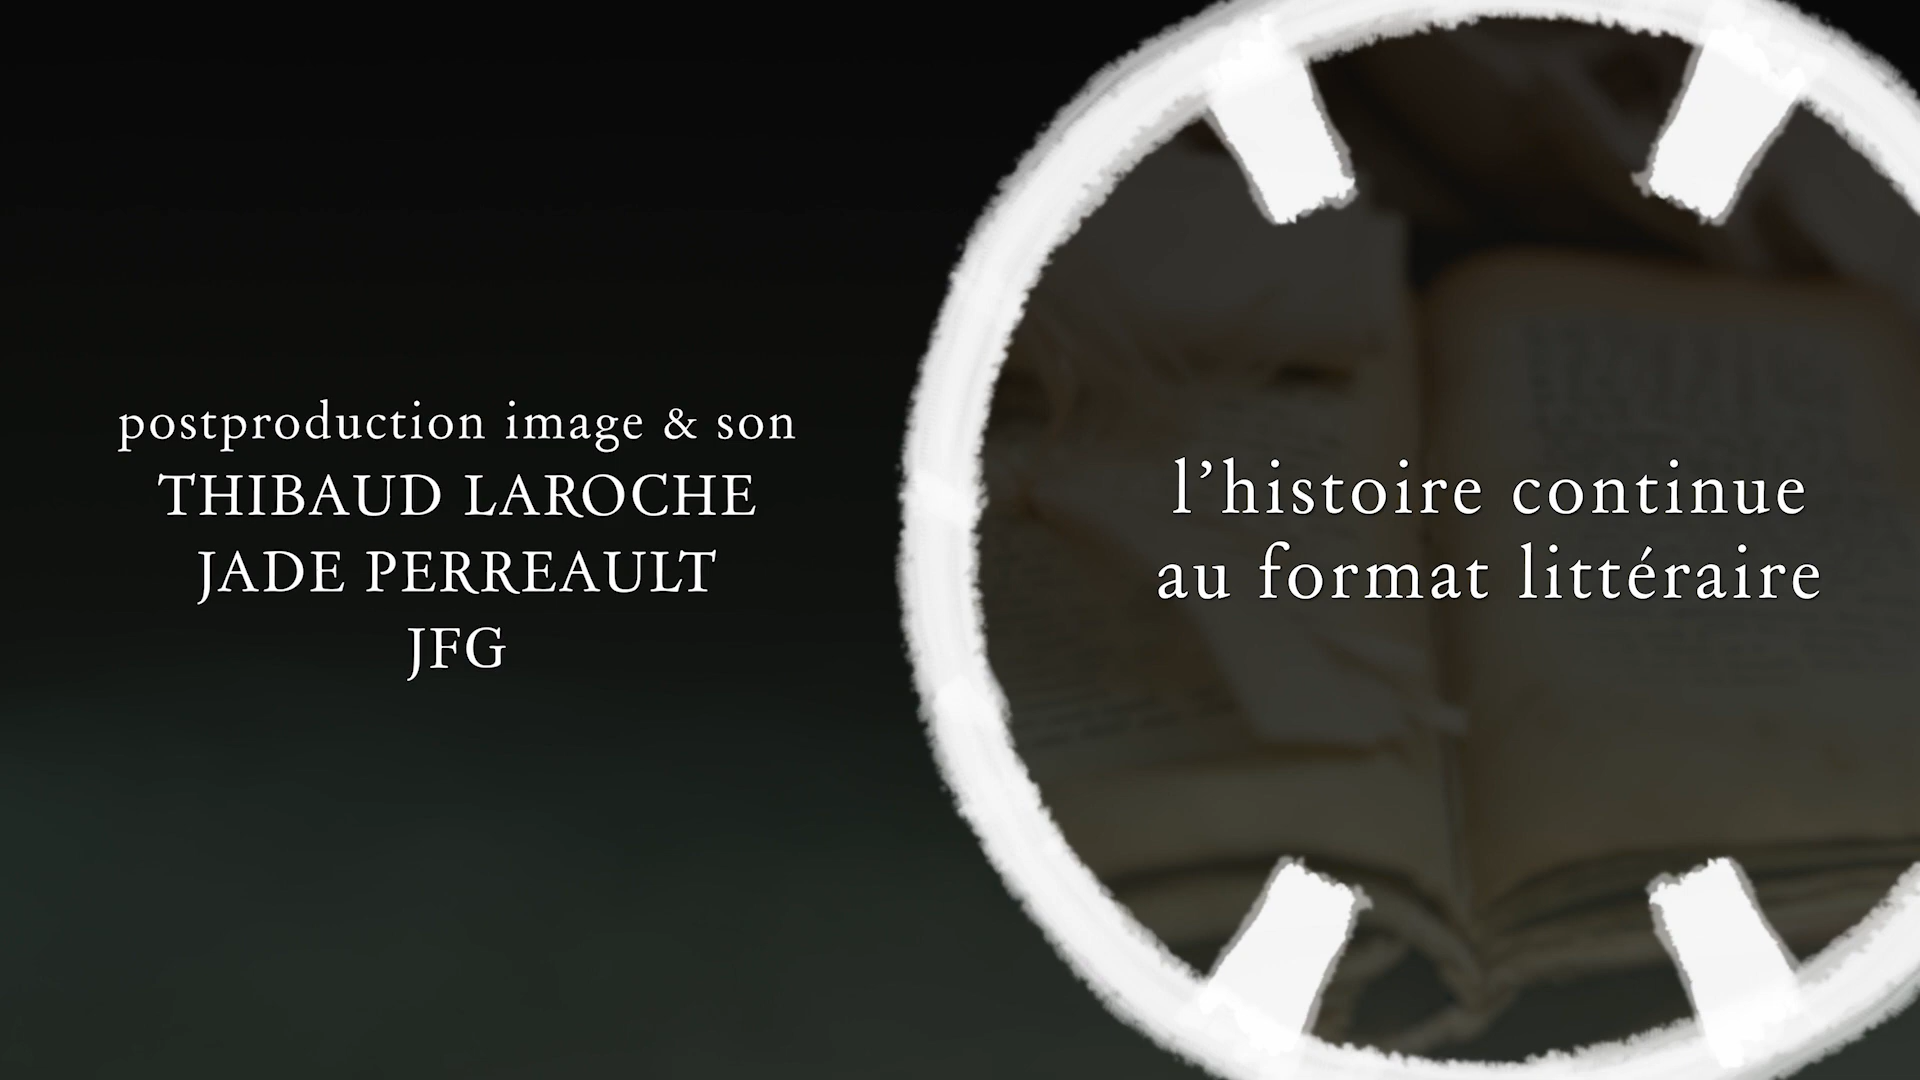 postproduction image & son
THIBAUD LAROCHE
JADE PERREAULT
JFG
l’histoire continue
au format littéraire